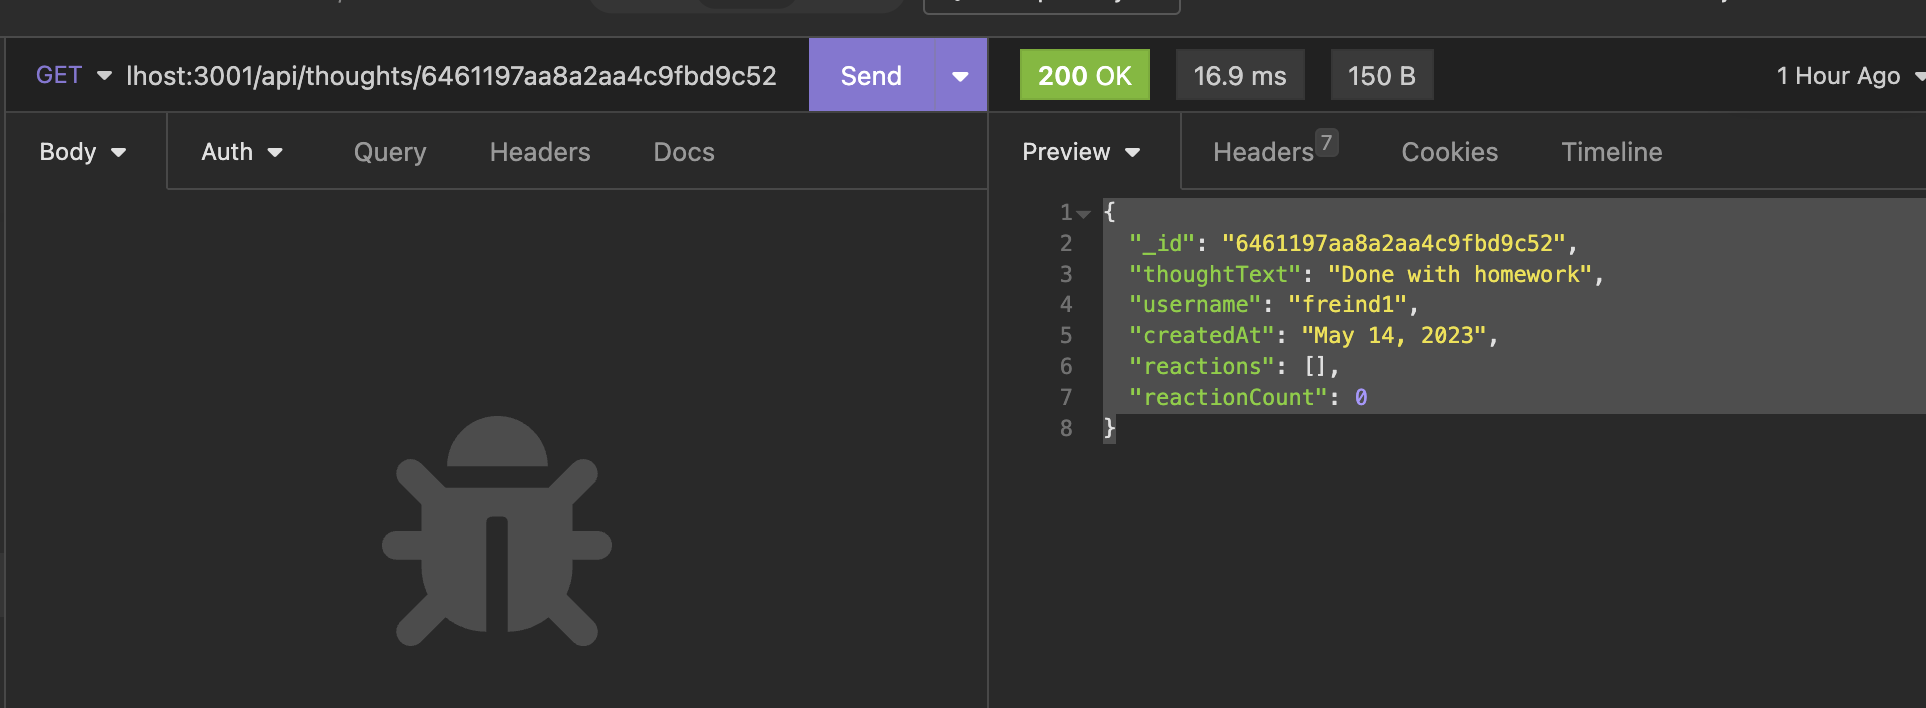 GET lhost:3001/api/thoughts/6461197aa8a2aa4c9fbd9c52 Send
200 OK 16.9 ms 150 B 1 Hour Ago
Body Auth Query Headers Docs
Preview Headers 7 Cookies Timeline
1 {
2 "_id": "6461197aa8a2aa4c9fbd9c52",
3 "thoughtText": "Done with homework",
4 "username": "freind1",
5 "createdAt": "May 14, 2023",
6 "reactions": [],
7 "reactionCount": 0
8 }